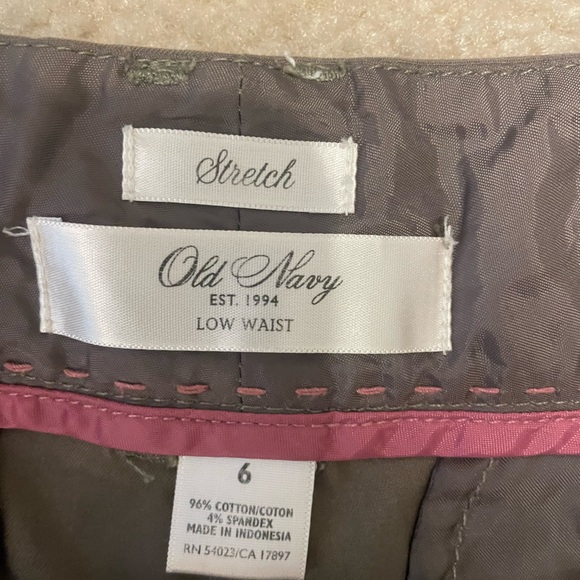 Stretch
Old Navy
EST. 1994
LOW WAIST
6
96% COTTON/COTON
4% SPANDEX
MADE IN INDONESIA
RN 54023/CA 17897